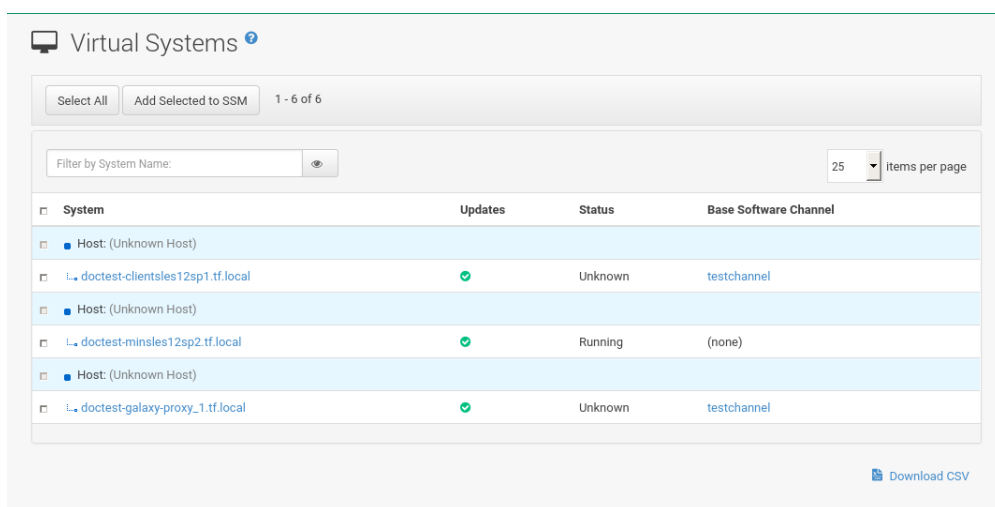 Virtual Systems ?
Select All Add Selected to SSM 1 - 6 of 6
Filter by System Name: 25 items per page
System Updates Status Base Software Channel
Host: (Unknown Host)
doctest-clientsles12sp1.tf.local Unknown testchannel
Host: (Unknown Host)
doctest-minsles12sp2.tf.local Running (none)
Host: (Unknown Host)
doctest-galaxy-proxy_1.tf.local Unknown testchannel
Download CSV